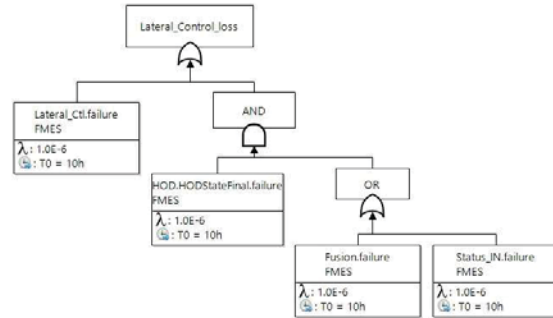 Lateral_Control_loss
Lateral_Ctl.failure
FMES
λ: 1.0E-6
: T0 = 10h
AND
HOD.HODStateFinal.failure
FMES
λ: 1.0E-6
: T0 = 10h
OR
Fusion.failure
FMES
λ: 1.0E-6
: T0 = 10h
Status_IN.failure
FMES
λ: 1.0E-6
: T0 = 10h